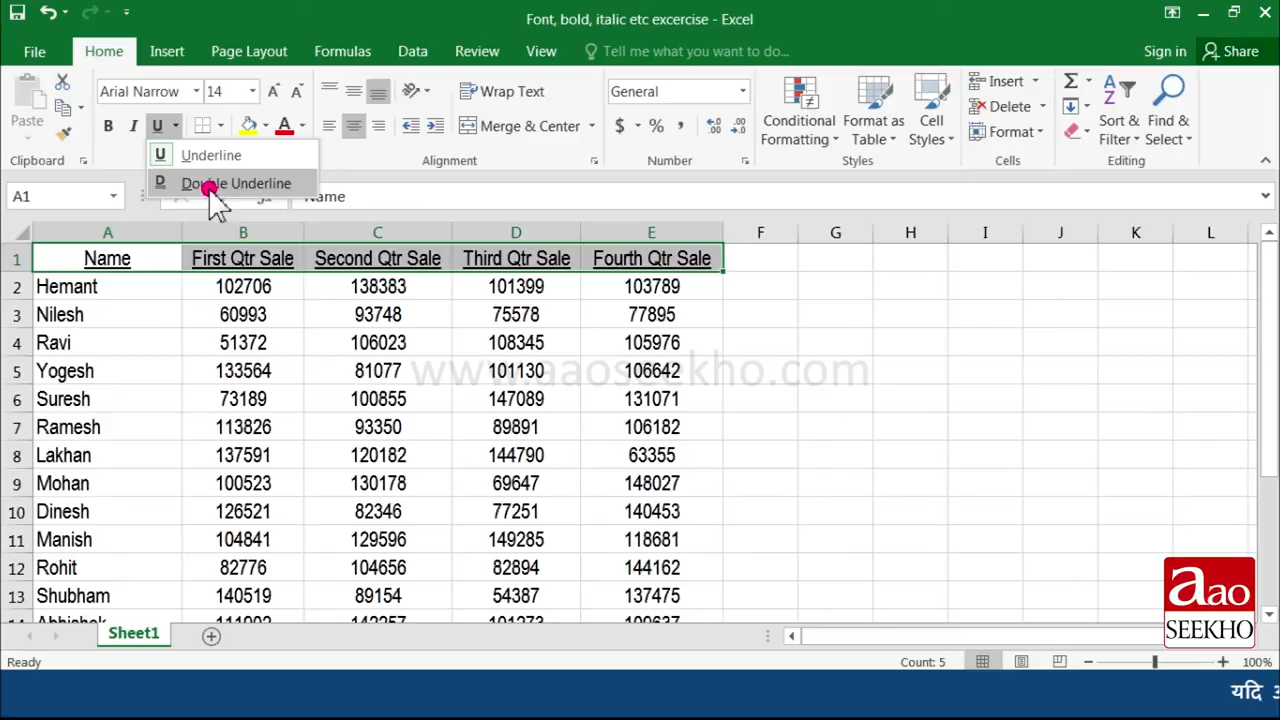 Font, bold, italic etc excercise - Excel
File Home Insert Page Layout Formulas Data Review View Tell me what you want to do... Sign in Share
Paste
Clipboard
Arial Narrow 14 A A
B I U A
Underline
Double Underline
Wrap Text
Merge & Center
Alignment
General
$ % ,
Number
Conditional Formatting
Format as Table
Cell Styles
Styles
Insert
Delete
Format
Cells
Sort & Filter
Find & Select
Editing
A1 Name
A B C D E F G H I J K L
1 Name First Qtr Sale Second Qtr Sale Third Qtr Sale Fourth Qtr Sale
2 Hemant 102706 138383 101399 103789
3 Nilesh 60993 93748 75578 77895
4 Ravi 51372 106023 108345 105976
5 Yogesh 133564 81077 101130 106642
6 Suresh 73189 100855 147089 131071
7 Ramesh 113826 93350 89891 106182
8 Lakhan 137591 120182 144790 63355
9 Mohan 100523 130178 69647 148027
10 Dinesh 126521 82346 77251 140453
11 Manish 104841 129596 149285 118681
12 Rohit 82776 104656 82894 144162
13 Shubham 140519 89154 54387 137475
www.aaoseekho.com
aao
SEEKHO
Sheet1
Ready Count: 5 100%
यदि